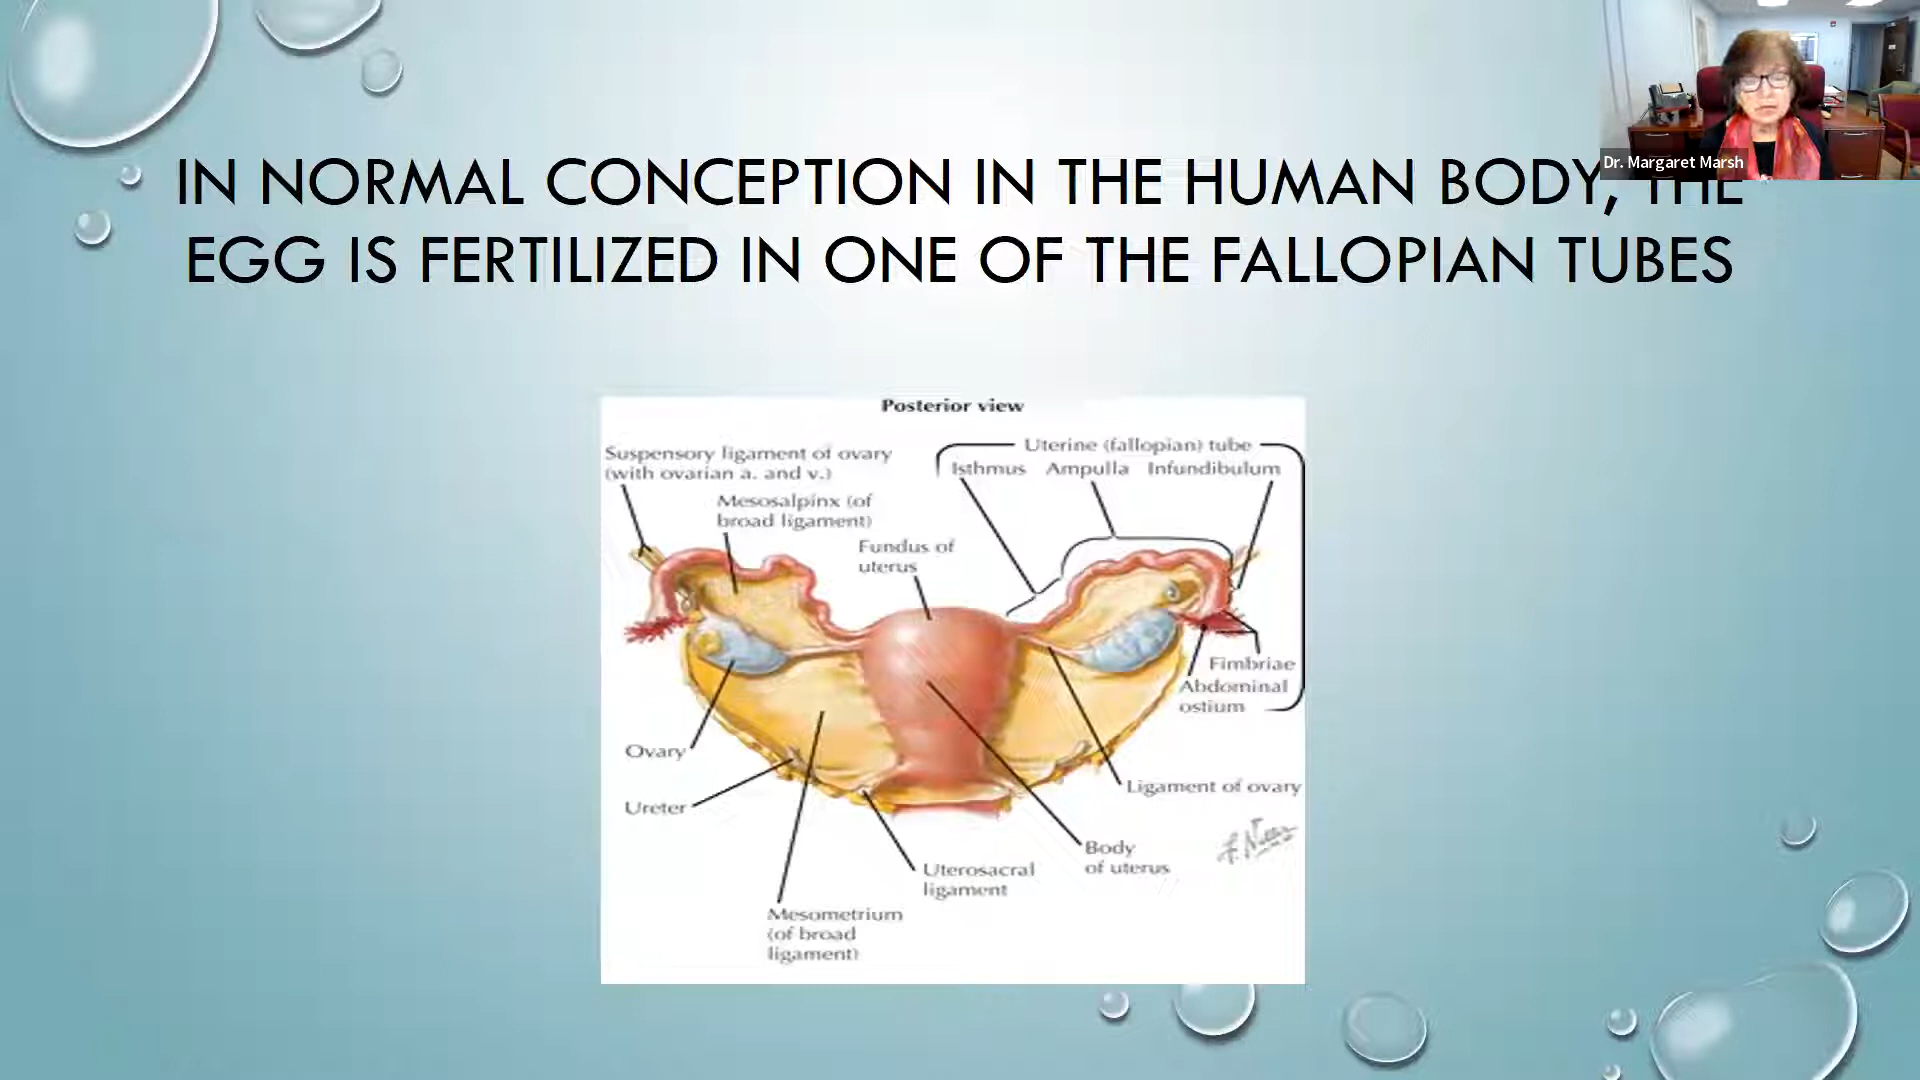 Dr. Margaret Marsh
IN NORMAL CONCEPTION IN THE HUMAN BODY, THE
EGG IS FERTILIZED IN ONE OF THE FALLOPIAN TUBES
Posterior view
Suspensory ligament of ovary
(with ovarian a. and v.)
Mesosalpinx (of
broad ligament)
Fundus of
uterus
Uterine (fallopian) tube
Isthmus Ampulla Infundibulum
Fimbriae
Abdominal
ostium
Ovary
Ureter
Ligament of ovary
Body
of uterus
Uterosacral
ligament
Mesometrium
(of broad
ligament)